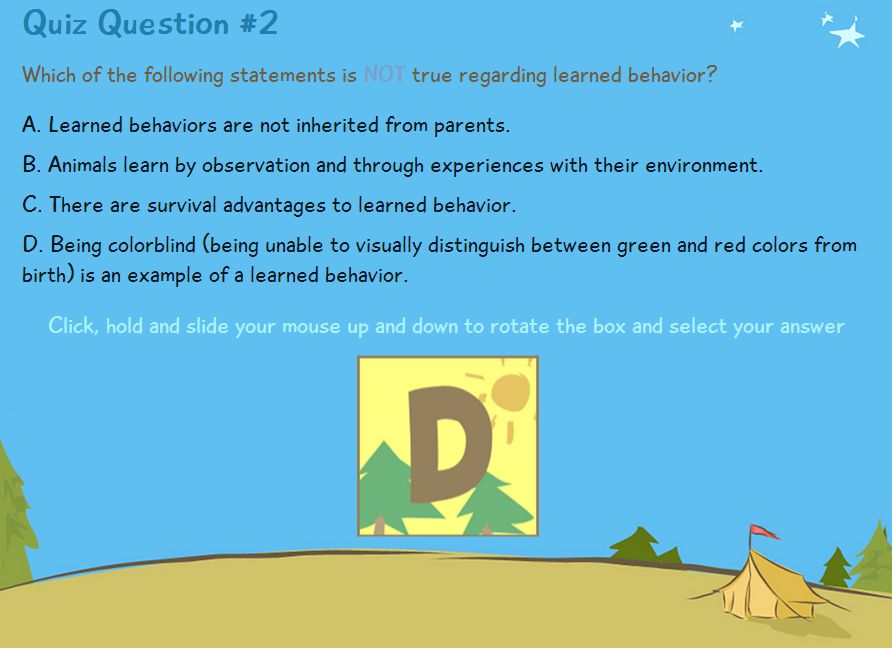 Quiz Question #2
Which of the following statements is NOT true regarding learned behavior?
A. Learned behaviors are not inherited from parents.
B. Animals learn by observation and through experiences with their environment.
C. There are survival advantages to learned behavior.
D. Being colorblind (being unable to visually distinguish between green and red colors from
birth) is an example of a learned behavior.
Click, hold and slide your mouse up and down to rotate the box and select your answer
D